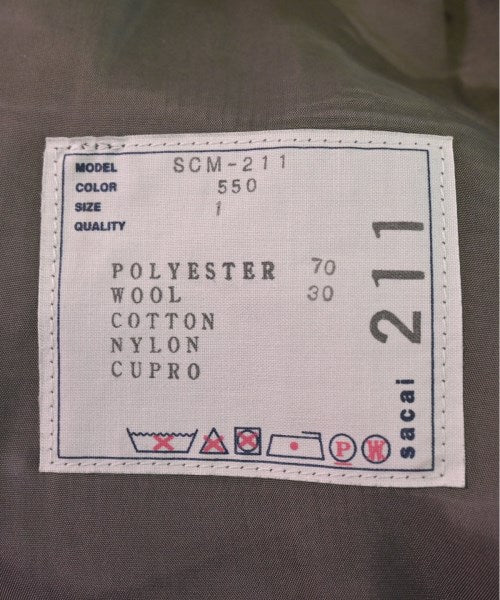 MODEL SCM-211
COLOR 550
SIZE 1
QUALITY
POLYESTER 70
WOOL 30
COTTON
NYLON
CUPRO
P W
sacai 211